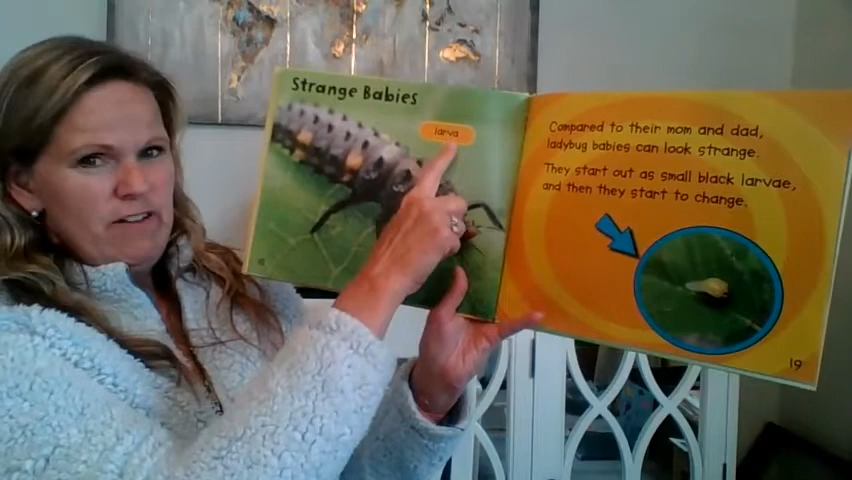 Strange Babies
larva
Compared to their mom and dad,
ladybug babies can look strange.
They start out as small black larvae,
and then they start to change.
19